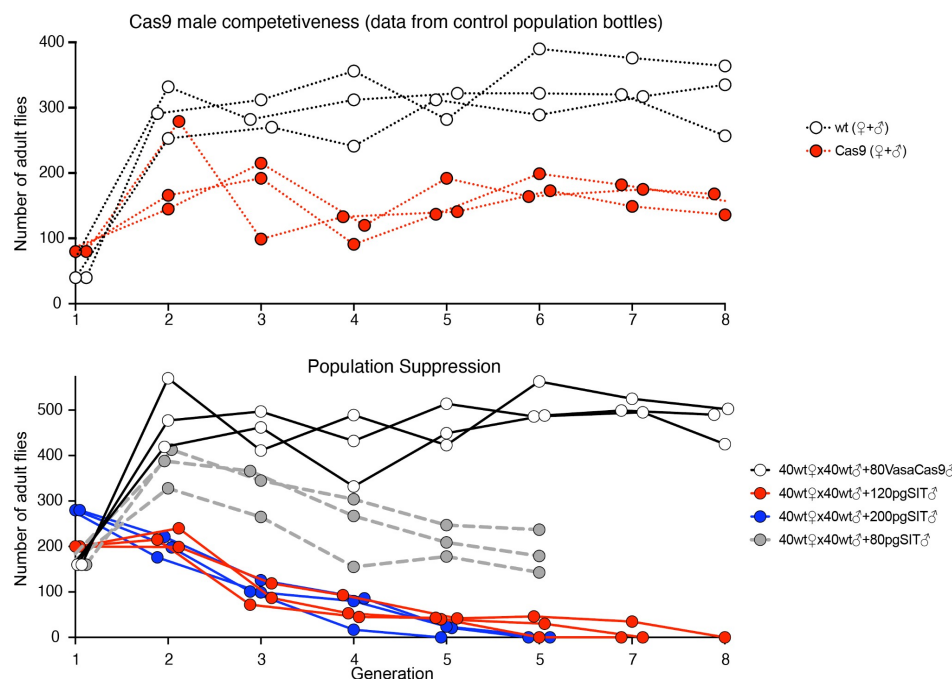 Cas9 male competetiveness (data from control population bottles)
Number of adult flies
400
300
200
100
0
1 2 3 4 5 6 7 8
wt (♀+♂)
Cas9 (♀+♂)
Population Suppression
Number of adult flies
500
400
300
200
100
0
1 2 3 4 5 5 7 8
Generation
40wt♀x40wt♂+80VasaCas9♂
40wt♀x40wt♂+120pgSIT♂
40wt♀x40wt♂+200pgSIT♂
40wt♀x40wt♂+80pgSIT♂